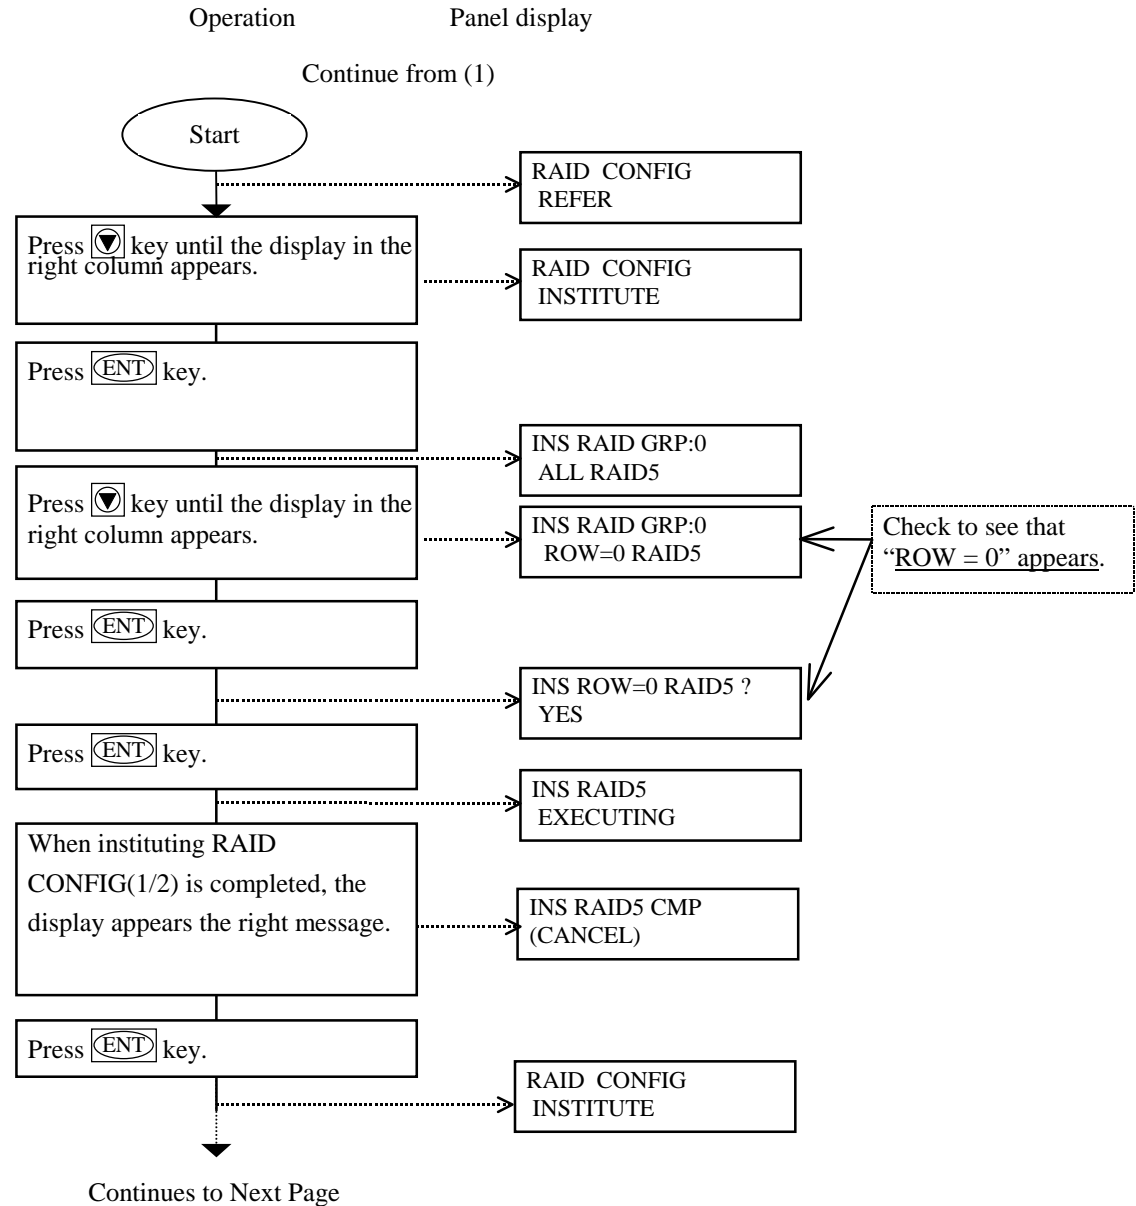 Operation Panel display
Continue from (1)
Start
RAID CONFIG
REFER
Press ▼ key until the display in the
right column appears.
RAID CONFIG
INSTITUTE
Press ENT key.
INS RAID GRP:0
ALL RAID5
Press ▼ key until the display in the
right column appears.
INS RAID GRP:0
ROW=0 RAID5
Check to see that
“ROW = 0” appears.
Press ENT key.
INS ROW=0 RAID5 ?
YES
Press ENT key.
INS RAID5
EXECUTING
When instituting RAID
CONFIG(1/2) is completed, the
display appears the right message.
INS RAID5 CMP
(CANCEL)
Press ENT key.
RAID CONFIG
INSTITUTE
Continues to Next Page